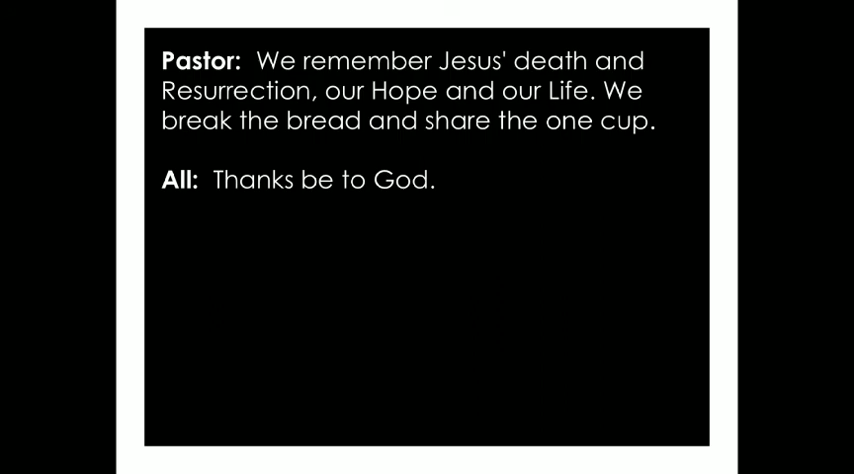 Pastor: We remember Jesus' death and
Resurrection, our Hope and our Life. We
break the bread and share the one cup.
All: Thanks be to God.